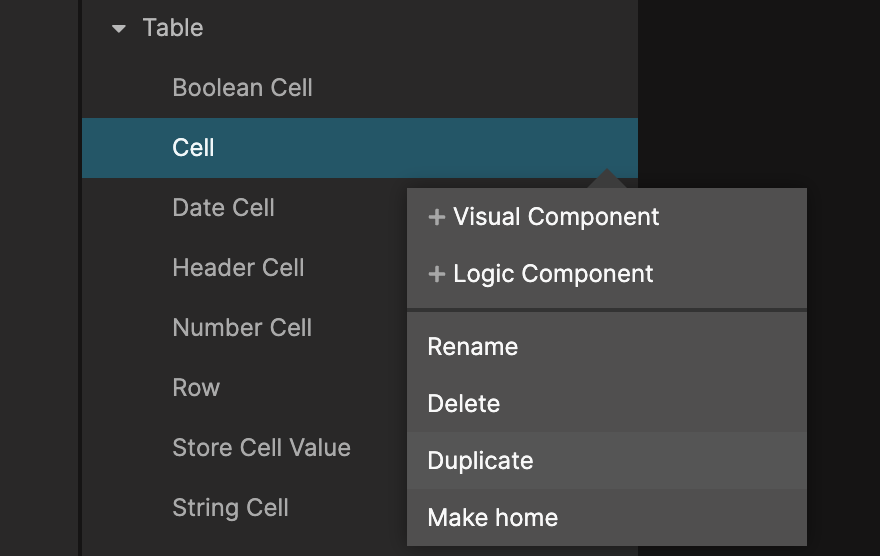 Table
Boolean Cell
Cell
Date Cell
Header Cell
Number Cell
Row
Store Cell Value
String Cell
+ Visual Component
+ Logic Component
Rename
Delete
Duplicate
Make home